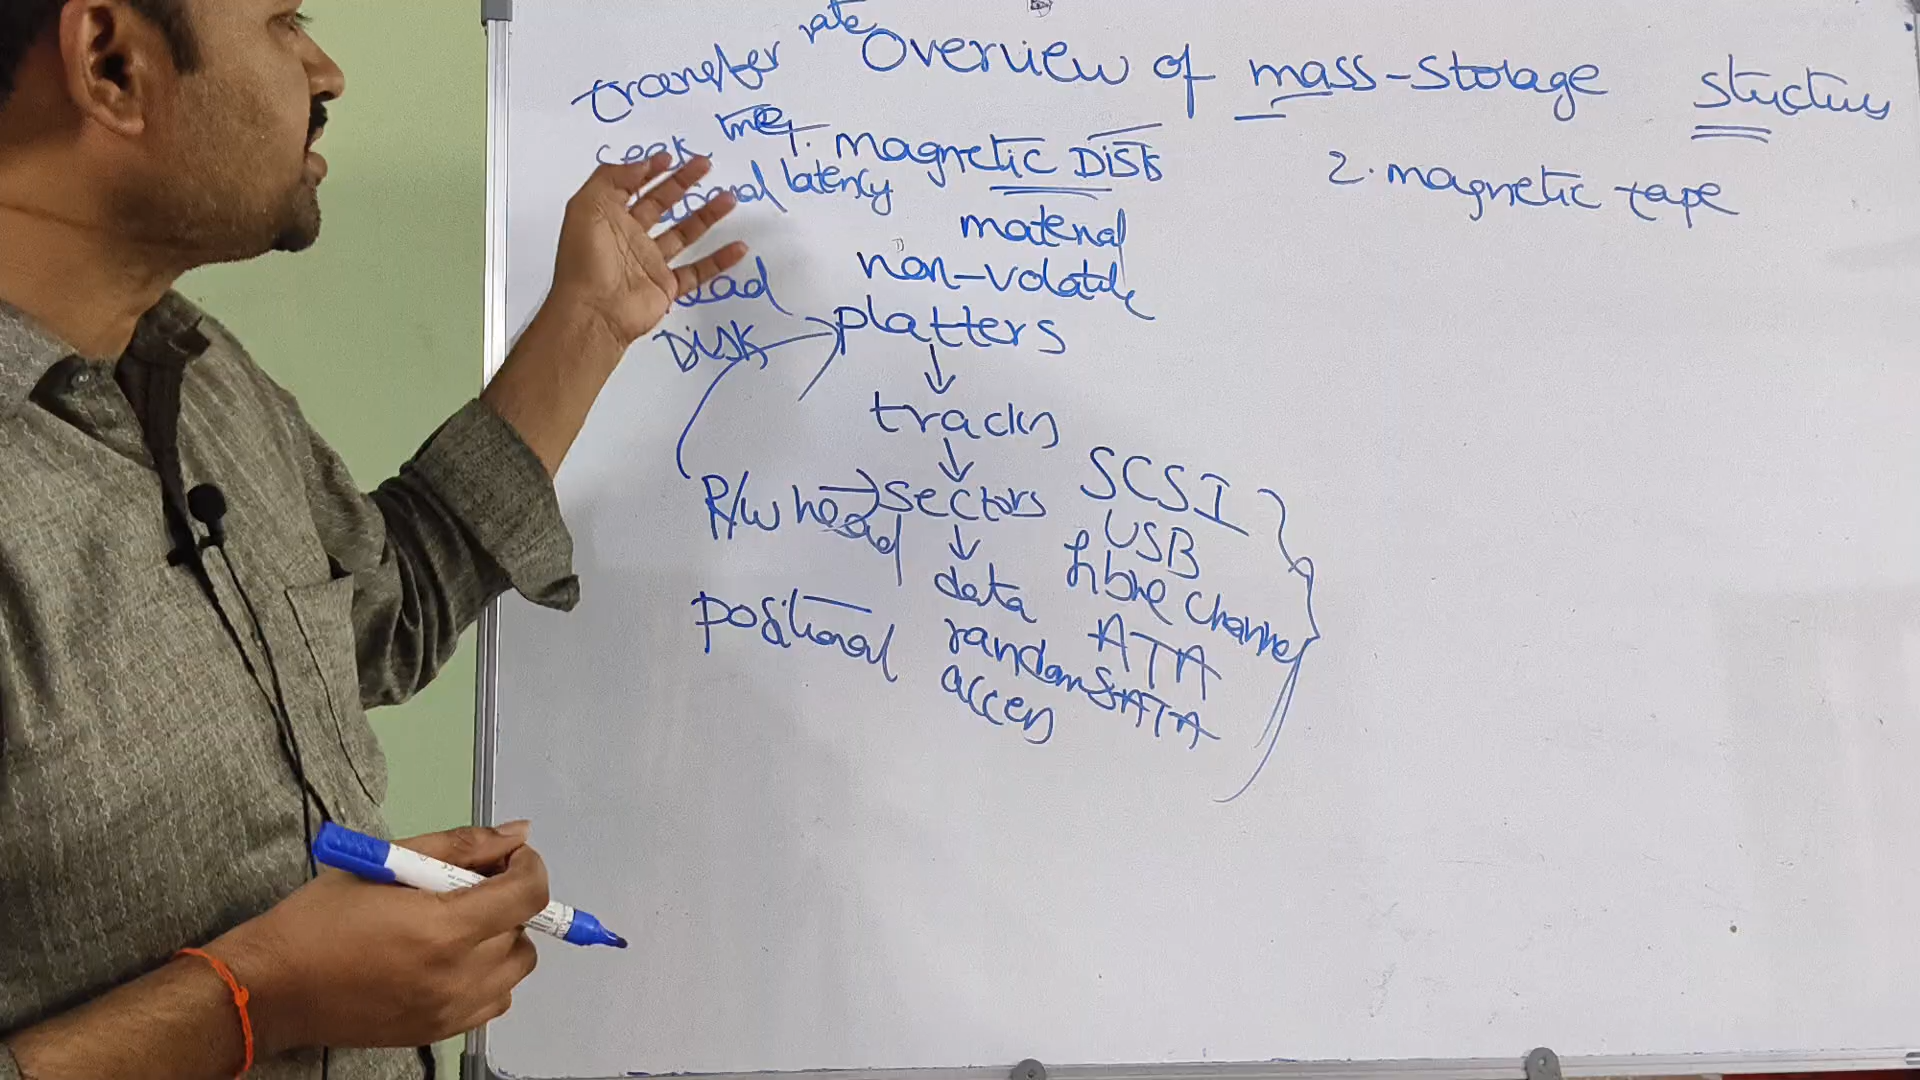 Overview of mass-storage structure
transfer rate
seek time
1. magnetic Disk
2. magnetic tape
latency
material
non-volatile
Disk
platters
tracks
R/w head
sectors
data
random
access
positional
SCSI
USB
fibre channel
ATA
SATA